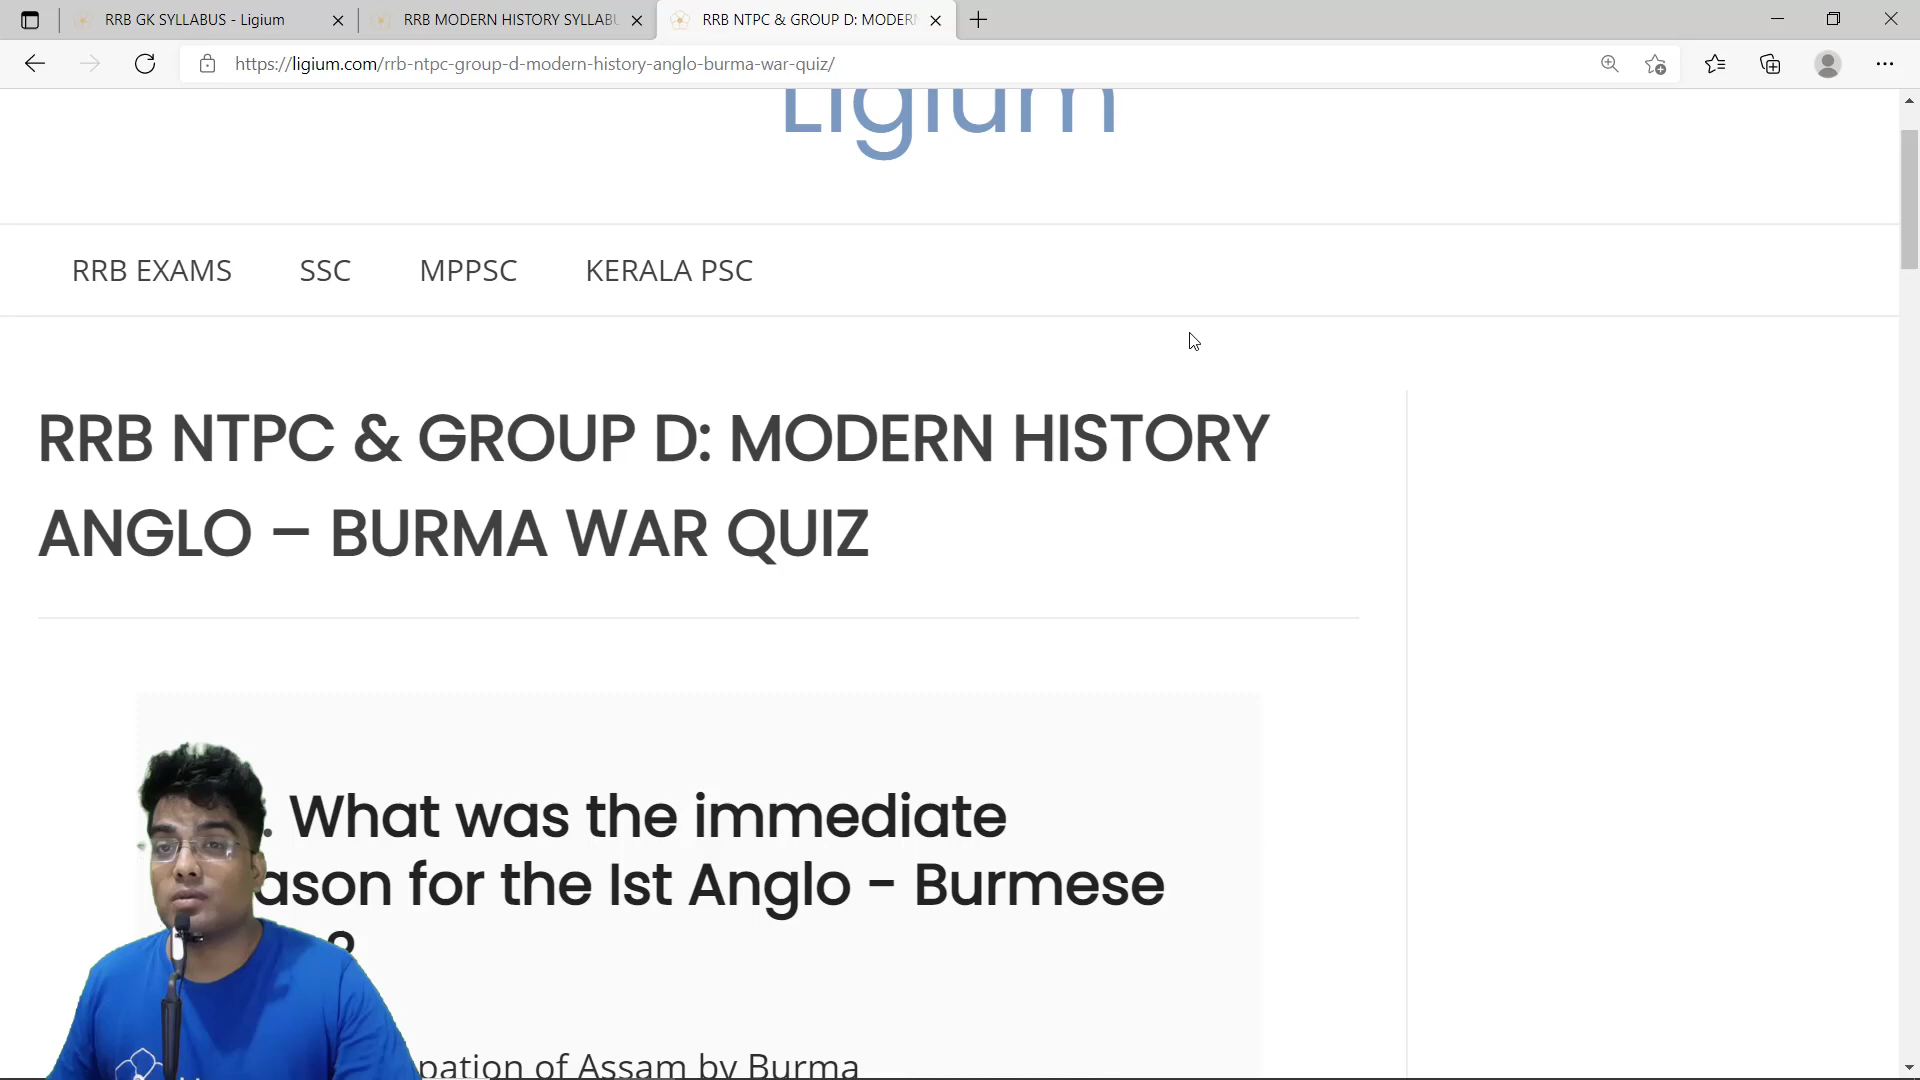 RRB GK SYLLABUS - Ligium
RRB MODERN HISTORY SYLLABU
RRB NTPC & GROUP D: MODERN
https://ligium.com/rrb-ntpc-group-d-modern-history-anglo-burma-war-quiz/
Ligium
RRB EXAMS SSC MPPSC KERALA PSC
RRB NTPC & GROUP D: MODERN HISTORY
ANGLO – BURMA WAR QUIZ
. What was the immediate
ason for the Ist Anglo - Burmese
?
pation of Assam by Burma